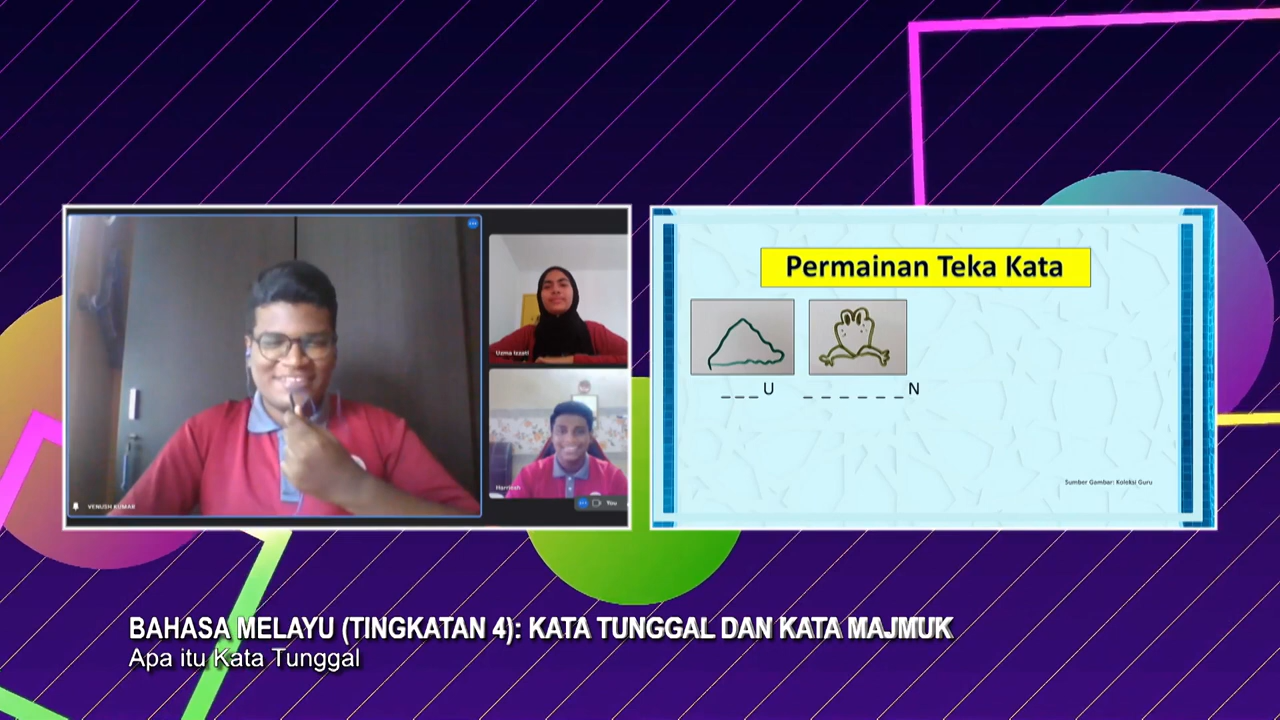 Uzma Izzati
Harritesh
VENUSH KUMAR
You
Permainan Teka Kata
_ _ _ U
_ _ _ _ _ _ N
Sumber Gambar: Koleksi Guru
BAHASA MELAYU (TINGKATAN 4): KATA TUNGGAL DAN KATA MAJMUK
Apa itu Kata Tunggal